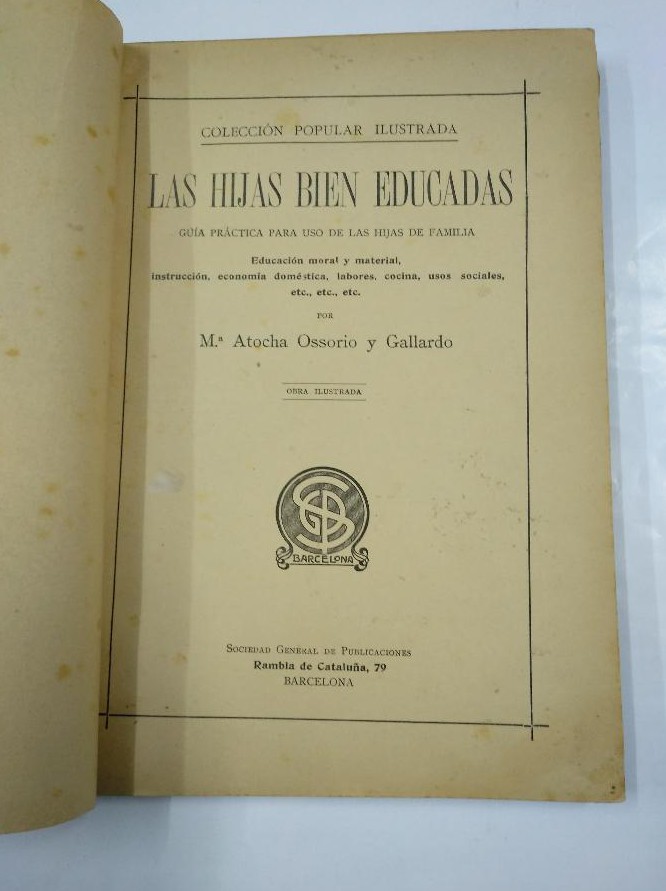 COLECCIÓN POPULAR ILUSTRADA
LAS HIJAS BIEN EDUCADAS
GUÍA PRÁCTICA PARA USO DE LAS HIJAS DE FAMILIA
Educación moral y material,
instrucción, economía doméstica, labores, cocina, usos sociales,
etc., etc., etc.
POR
M.ª Atocha Ossorio y Gallardo
OBRA ILUSTRADA
SGP
BARCELONA
SOCIEDAD GENERAL DE PUBLICACIONES
Rambla de Cataluña, 79
BARCELONA